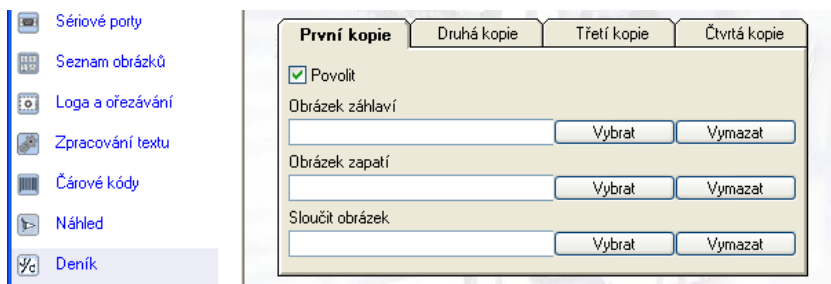 Sériové porty
Seznam obrázků
Loga a ořezávání
Zpracování textu
Čárové kódy
Náhled
Deník
První kopie Druhá kopie Třetí kopie Čtvrtá kopie
Povolit
Obrázek záhlaví
Vybrat Vymazat
Obrázek zapatí
Vybrat Vymazat
Sloučit obrázek
Vybrat Vymazat